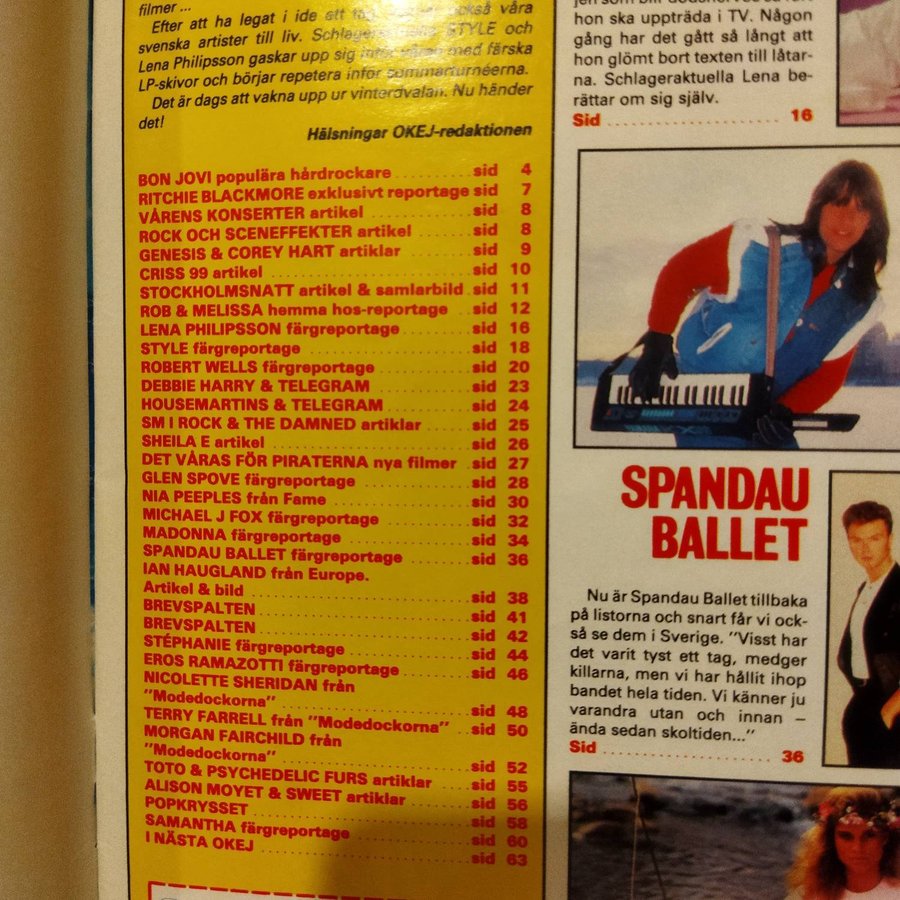 filmer ...
Efter att ha legat i ide ett tag också våra
svenska artister till liv. STYLE och
Lena Philipsson gaskar upp sig inför våren med färska
LP-skivor och börjar repetera inför sommarturnéerna.
Det är dags att vakna upp ur vinterdvalan. Nu händer
det!
Hälsningar OKEJ-redaktionen
BON JOVI populära hårdrockare sid 4
RITCHIE BLACKMORE exklusivt reportage sid 7
VÅRENS KONSERTER artikel sid 8
ROCK OCH SCENEFFEKTER artikel sid 8
GENESIS & COREY HART artiklar sid 9
CRISS 99 artikel sid 10
STOCKHOLMSNATT artikel & samlarbild sid 11
ROB & MELISSA hemma hos-reportage sid 12
LENA PHILIPSSON färgreportage sid 16
STYLE färgreportage sid 18
ROBERT WELLS färgreportage sid 20
DEBBIE HARRY & TELEGRAM sid 23
HOUSEMARTINS & TELEGRAM sid 24
SM I ROCK & THE DAMNED artiklar sid 25
SHEILA E artikel sid 26
DET VÅRAS FÖR PIRATERNA nya filmer sid 27
GLEN SPOVE färgreportage sid 28
NIA PEEPLES från Fame sid 30
MICHAEL J FOX färgreportage sid 32
MADONNA färgreportage sid 34
SPANDAU BALLET färgreportage sid 36
IAN HAUGLAND från Europe.
Artikel & bild sid 38
BREVSPALTEN sid 41
BREVSPALTEN sid 42
STÉPHANIE färgreportage sid 44
EROS RAMAZOTTI färgreportage sid 46
NICOLETTE SHERIDAN från
"Modedockorna" sid 48
TERRY FARRELL från "Modedockorna" sid 50
MORGAN FAIRCHILD från
"Modedockorna" sid 52
TOTO & PSYCHEDELIC FURS artiklar sid 55
ALISON MOYET & SWEET artiklar sid 56
POPKRYSSET sid 58
SAMANTHA färgreportage sid 60
I NÄSTA OKEJ sid 63
hon ska uppträda i TV. Någon
gång har det gått så långt att
hon glömt bort texten till låtar-
na. Schlageraktuella Lena be-
rättar om sig själv.
Sid 16
SPANDAU
BALLET
Nu är Spandau Ballet tillbaka
på listorna och snart får vi ock-
så se dem i Sverige. "Visst har
det varit tyst ett tag, medger
killarna, men vi har hållit ihop
bandet hela tiden. Vi känner ju
varandra utan och innan –
ända sedan skoltiden..."
Sid 36